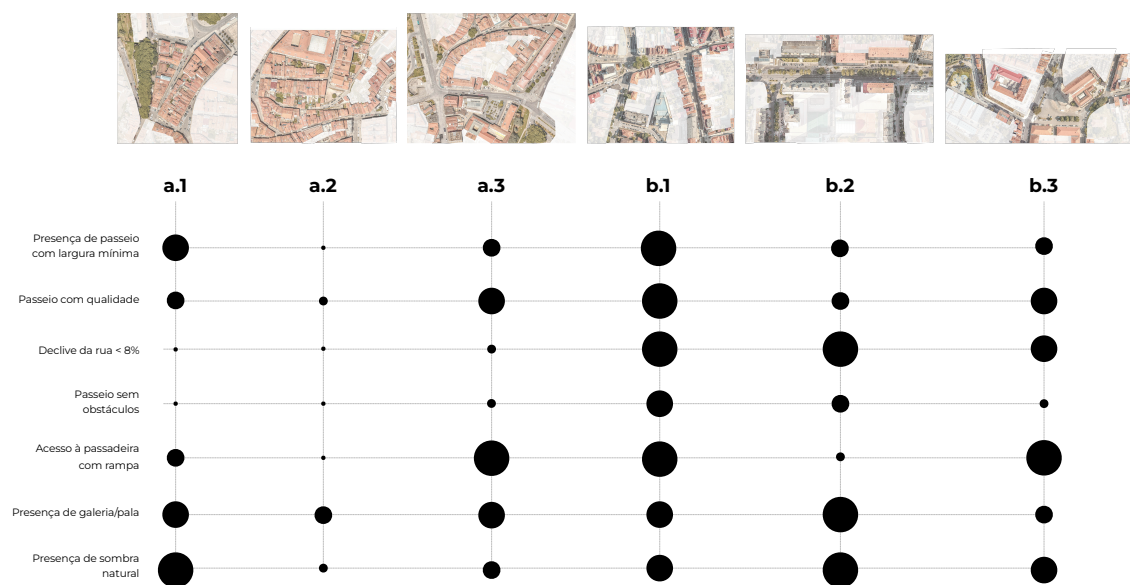 a.1 a.2 a.3 b.1 b.2 b.3
Presença de passeio
com largura mínima
Passeio com qualidade
Declive da rua < 8%
Passeio sem
obstáculos
Acesso à passadeira
com rampa
Presença de galeria/pala
Presença de sombra
natural